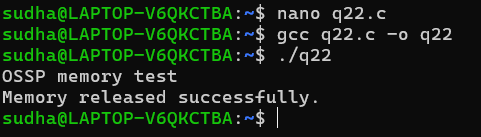 sudha@LAPTOP-V6QKCTBA:~$ nano q22.c
sudha@LAPTOP-V6QKCTBA:~$ gcc q22.c -o q22
sudha@LAPTOP-V6QKCTBA:~$ ./q22
OSSP memory test
Memory released successfully.
sudha@LAPTOP-V6QKCTBA:~$